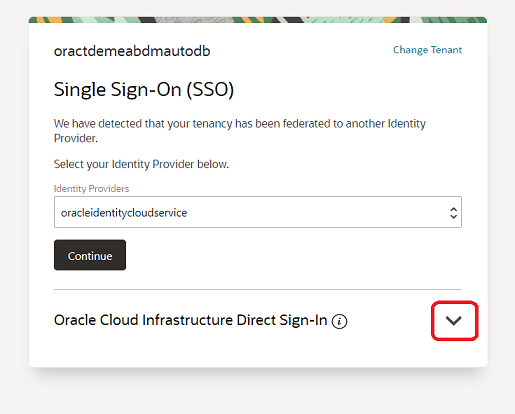 oractdemeabdmautodb
Change Tenant
Single Sign-On (SSO)
We have detected that your tenancy has been federated to another Identity
Provider.
Select your Identity Provider below.
Identity Providers
oracleidentitycloudservice
Continue
Oracle Cloud Infrastructure Direct Sign-In